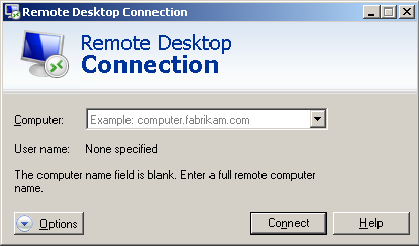 Remote Desktop Connection
Remote Desktop
Connection
Computer:
Example: computer.fabrikam.com
User name: None specified
The computer name field is blank. Enter a full remote computer
name.
Options
Connect
Help